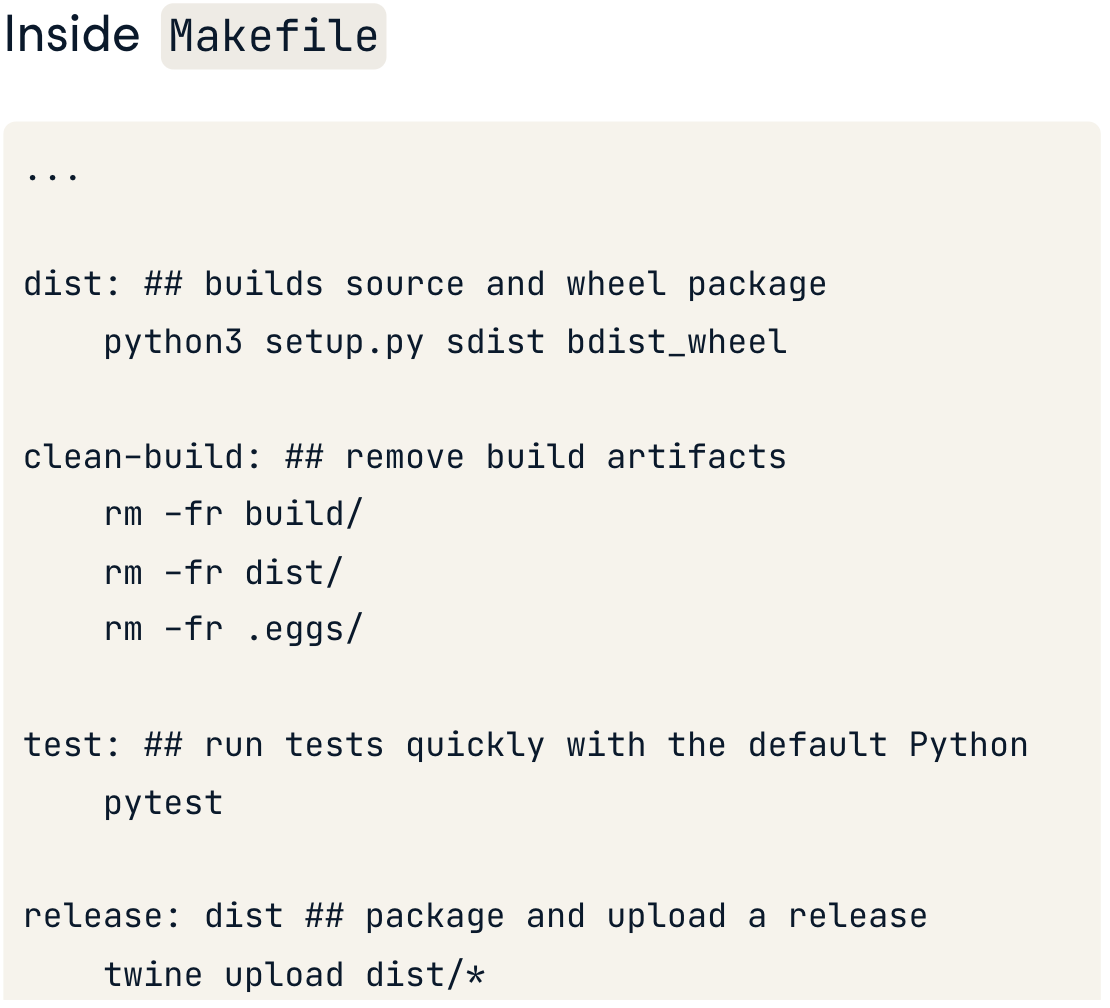 Inside Makefile
...
dist: ## builds source and wheel package
    python3 setup.py sdist bdist_wheel
clean-build: ## remove build artifacts
    rm -fr build/
    rm -fr dist/
    rm -fr .eggs/
test: ## run tests quickly with the default Python
    pytest
release: dist ## package and upload a release
    twine upload dist/*